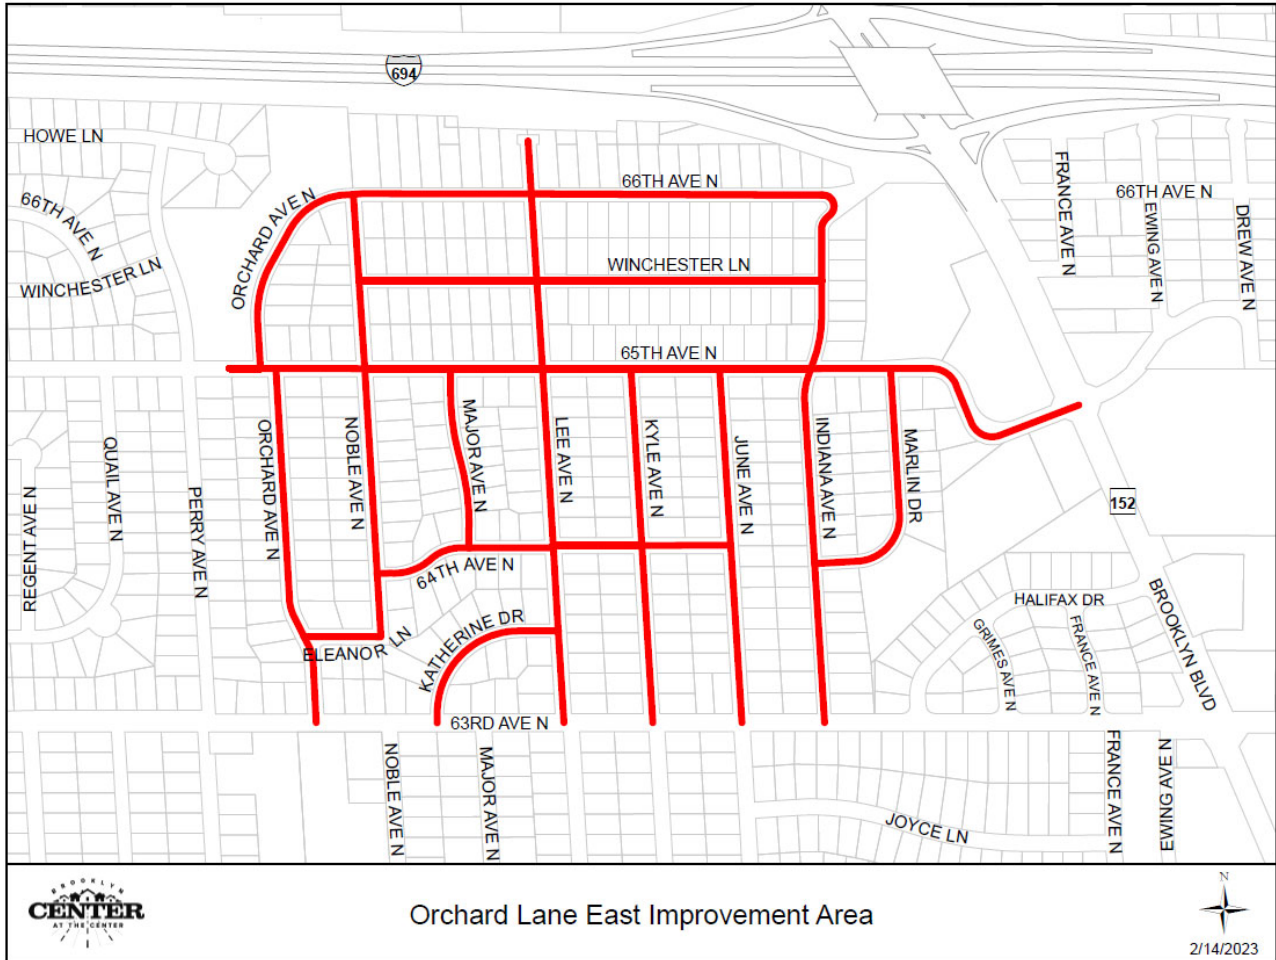 694
HOWE LN
66TH AVE N
WINCHESTER LN
ORCHARD AVE N
66TH AVE N
WINCHESTER LN
65TH AVE N
FRANCE AVE N
66TH AVE N
EWING AVE N
DREW AVE N
REGENT AVE N
QUAIL AVE N
PERRY AVE N
ORCHARD AVE N
NOBLE AVE N
MAJOR AVE N
LEE AVE N
KYLE AVE N
JUNE AVE N
INDIANA AVE N
MARLIN DR
152
64TH AVE N
ELEANOR LN
KATHERINE DR
HALIFAX DR
GRIMES AVE N
FRANCE AVE N
BROOKLYN BLVD
63RD AVE N
NOBLE AVE N
MAJOR AVE N
JOYCE LN
FRANCE AVE N
EWING AVE N
BROOKLYN
CENTER
AT THE CENTER
Orchard Lane East Improvement Area
N
2/14/2023